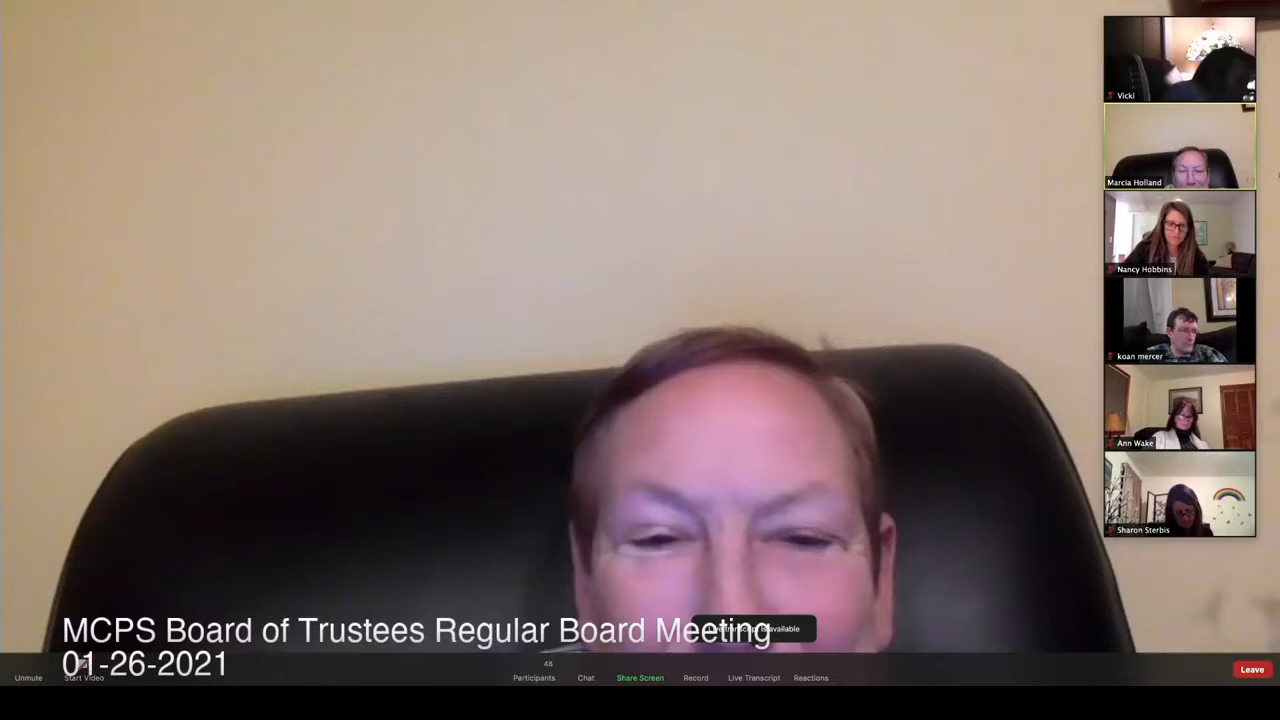 Vicki
Marcia Holland
Nancy Hobbins
koan mercer
Ann Wake
Sharon Sterbis
MCPS Board of Trustees Regular Board Meeting
01-26-2021
available
48
Unmute
Start Video
Participants
Chat
Share Screen
Record
Live Transcript
Reactions
Leave